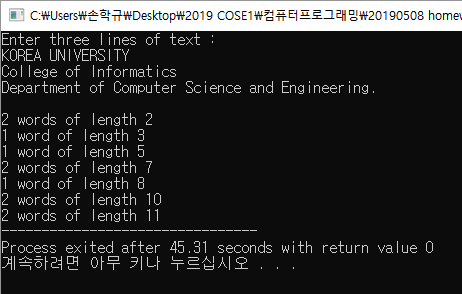 C:₩Users₩손학규₩Desktop₩2019 COSE1₩컴퓨터프로그래밍₩20190508 homew
Enter three lines of text :
KOREA UNIVERSITY
College of Informatics
Department of Computer Science and Engineering.
2 words of length 2
1 word of length 3
1 word of length 5
2 words of length 7
1 word of length 8
2 words of length 10
2 words of length 11
--------------------------------
Process exited after 45.31 seconds with return value 0
계속하려면 아무 키나 누르십시오 . . .